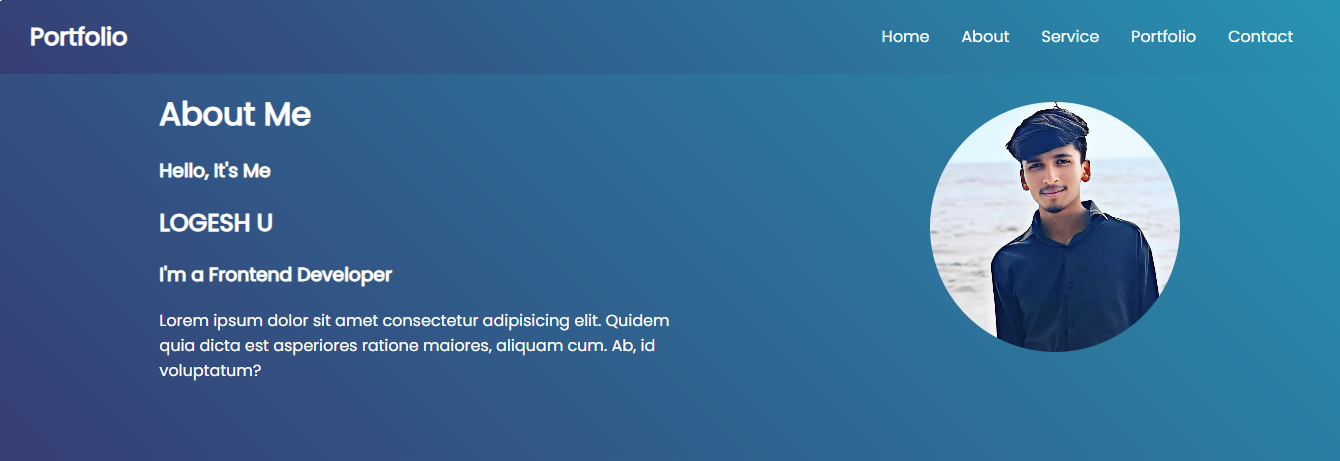 Portfolio
Home About Service Portfolio Contact
About Me
Hello, It's Me
LOGESH U
I'm a Frontend Developer
Lorem ipsum dolor sit amet consectetur adipisicing elit. Quidem
quia dicta est asperiores ratione maiores, aliquam cum. Ab, id
voluptatum?